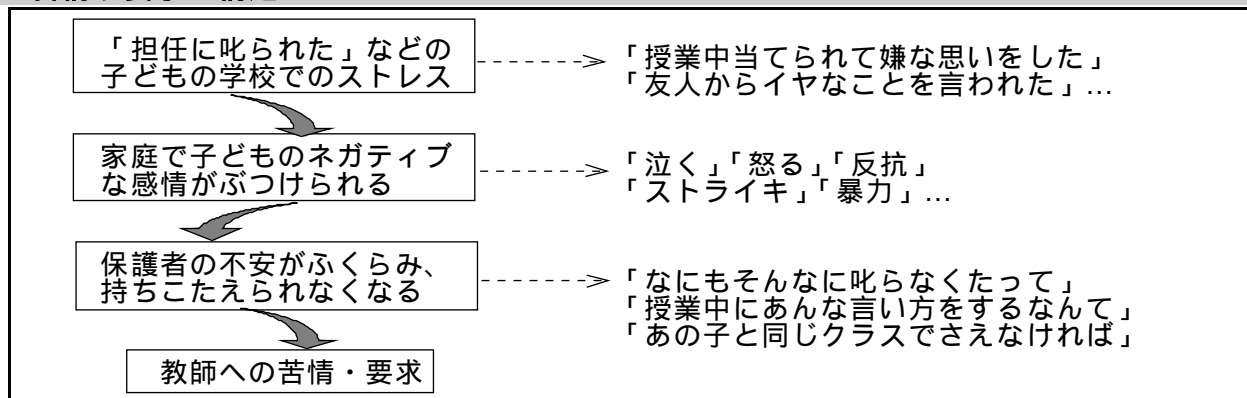 「担任に叱られた」などの
子どもの学校でのストレス
「授業中当てられて嫌な思いをした」
「友人からイヤなことを言われた」…
家庭で子どものネガティブ
な感情がぶつけられる
「泣く」「怒る」「反抗」
「ストライキ」「暴力」…
保護者の不安がふくらみ、
持ちこたえられなくなる
「なにもそんなに叱らなくたって」
「授業中にあんな言い方をするなんて」
「あの子と同じクラスでさえなければ」
教師への苦情・要求